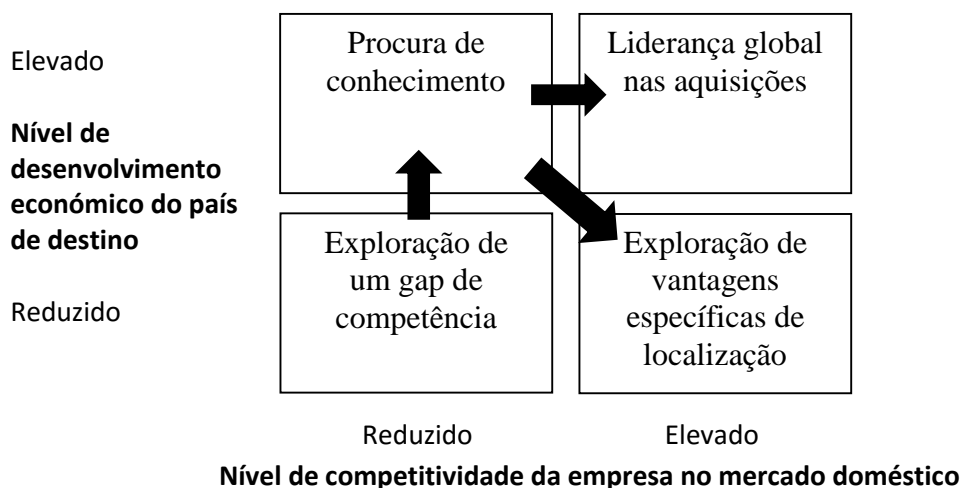 Elevado
Nível de
desenvolvimento
económico do país
de destino
Reduzido
Procura de
conhecimento
Liderança global
nas aquisições
Exploração de
um gap de
competência
Exploração de
vantagens
específicas de
localização
Reduzido
Elevado
Nível de competitividade da empresa no mercado doméstico